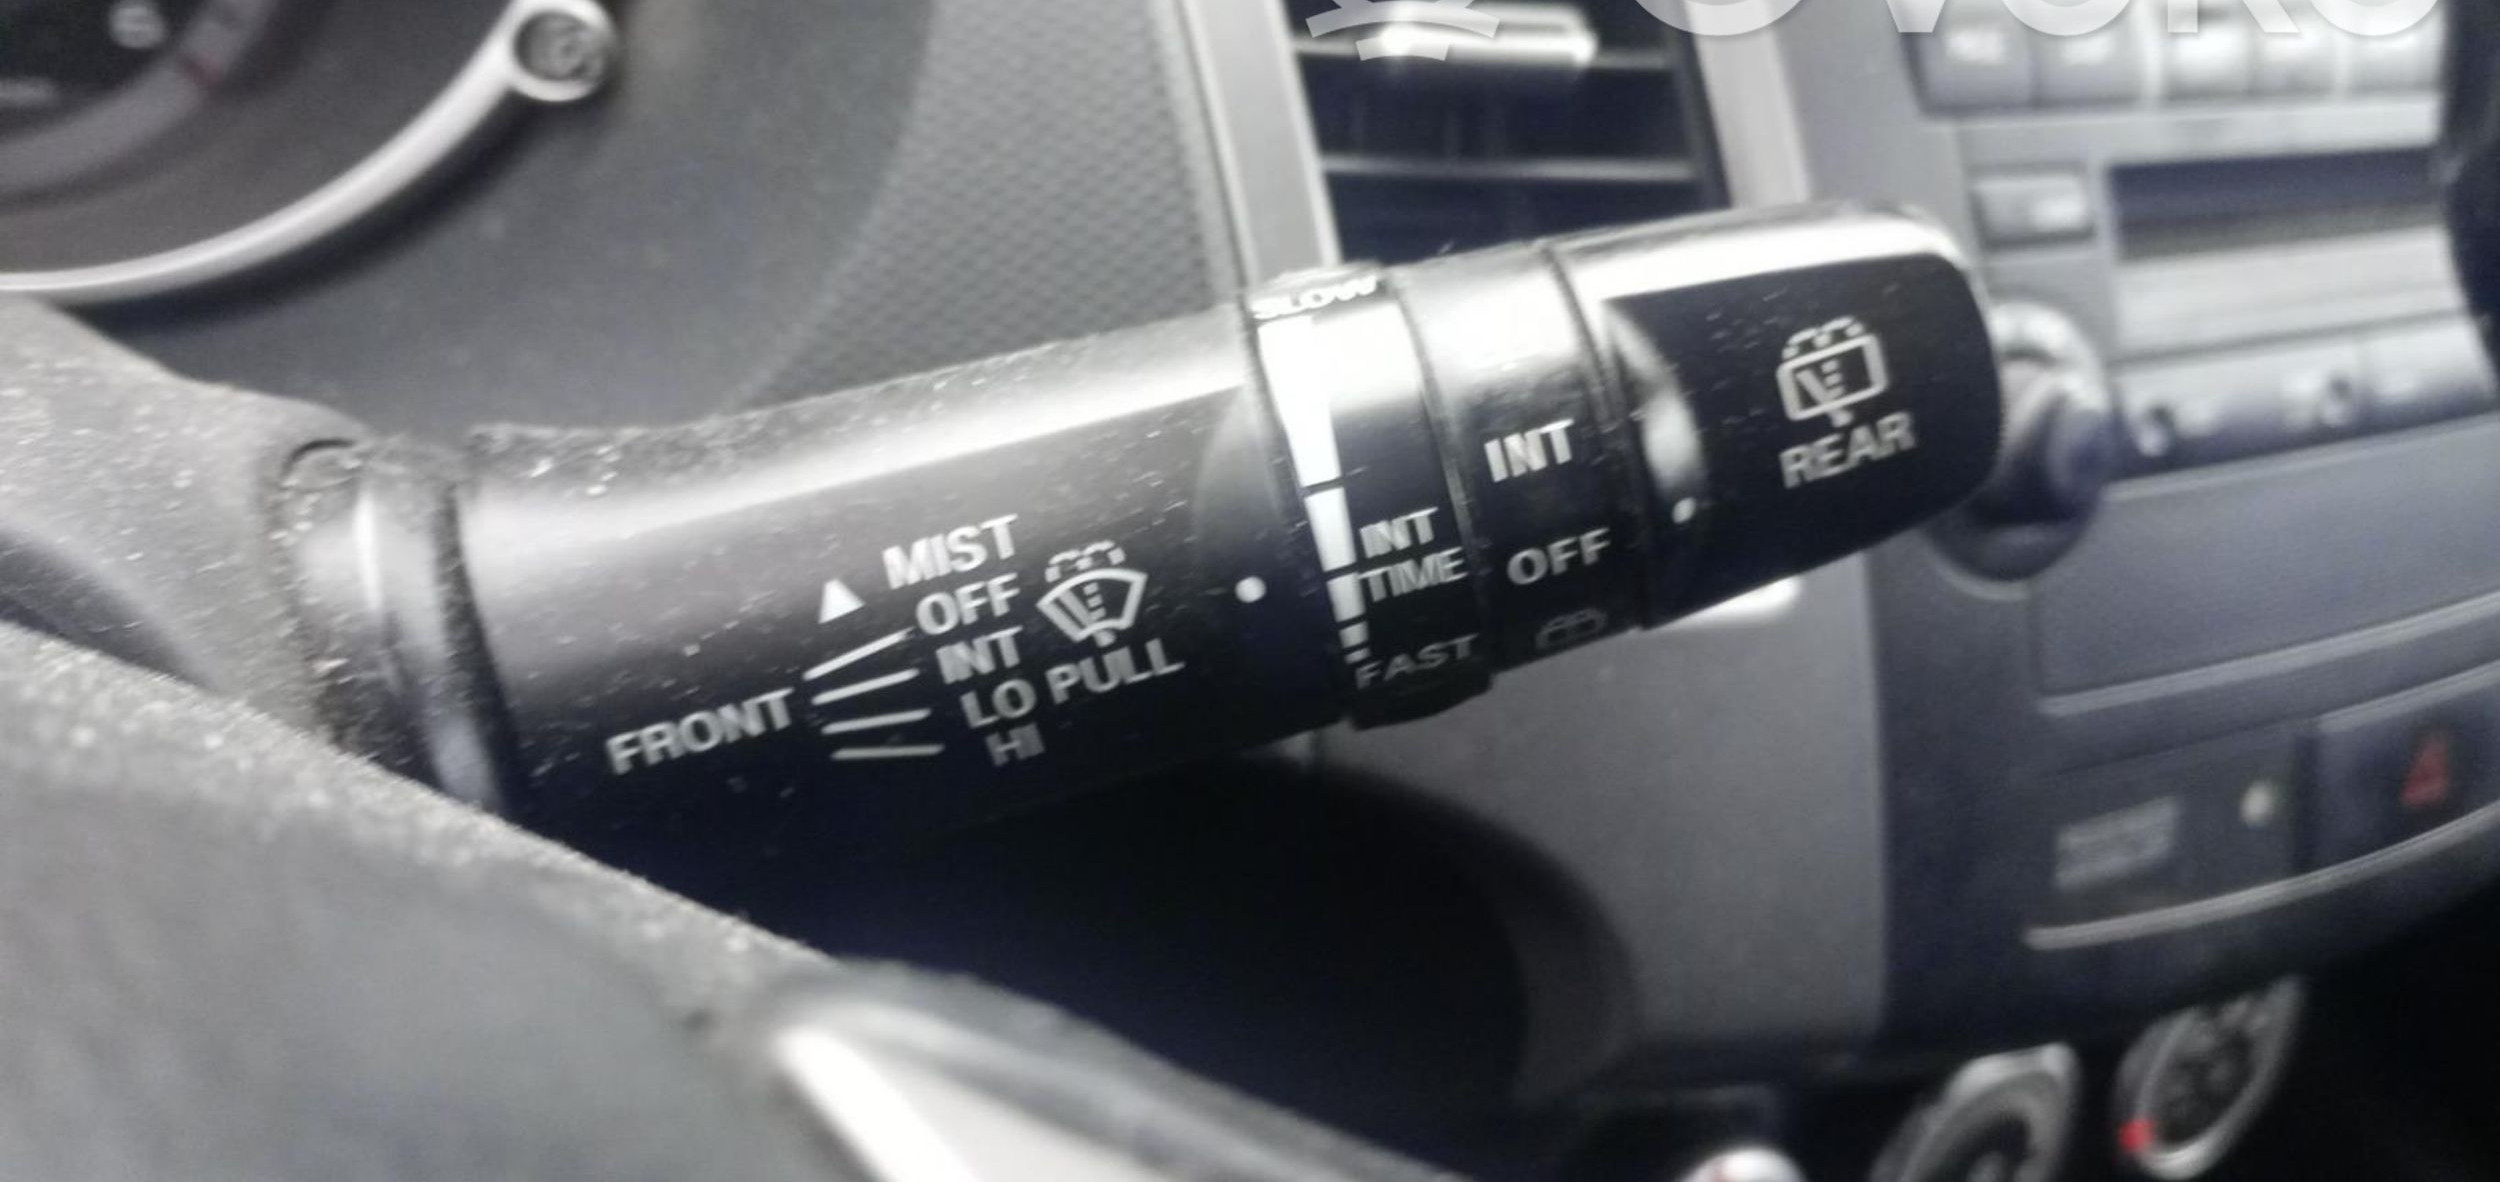 SLOW
MIST
OFF
INT
LO PULL
HI
FRONT
INT
TIME
FAST
INT
OFF
REAR